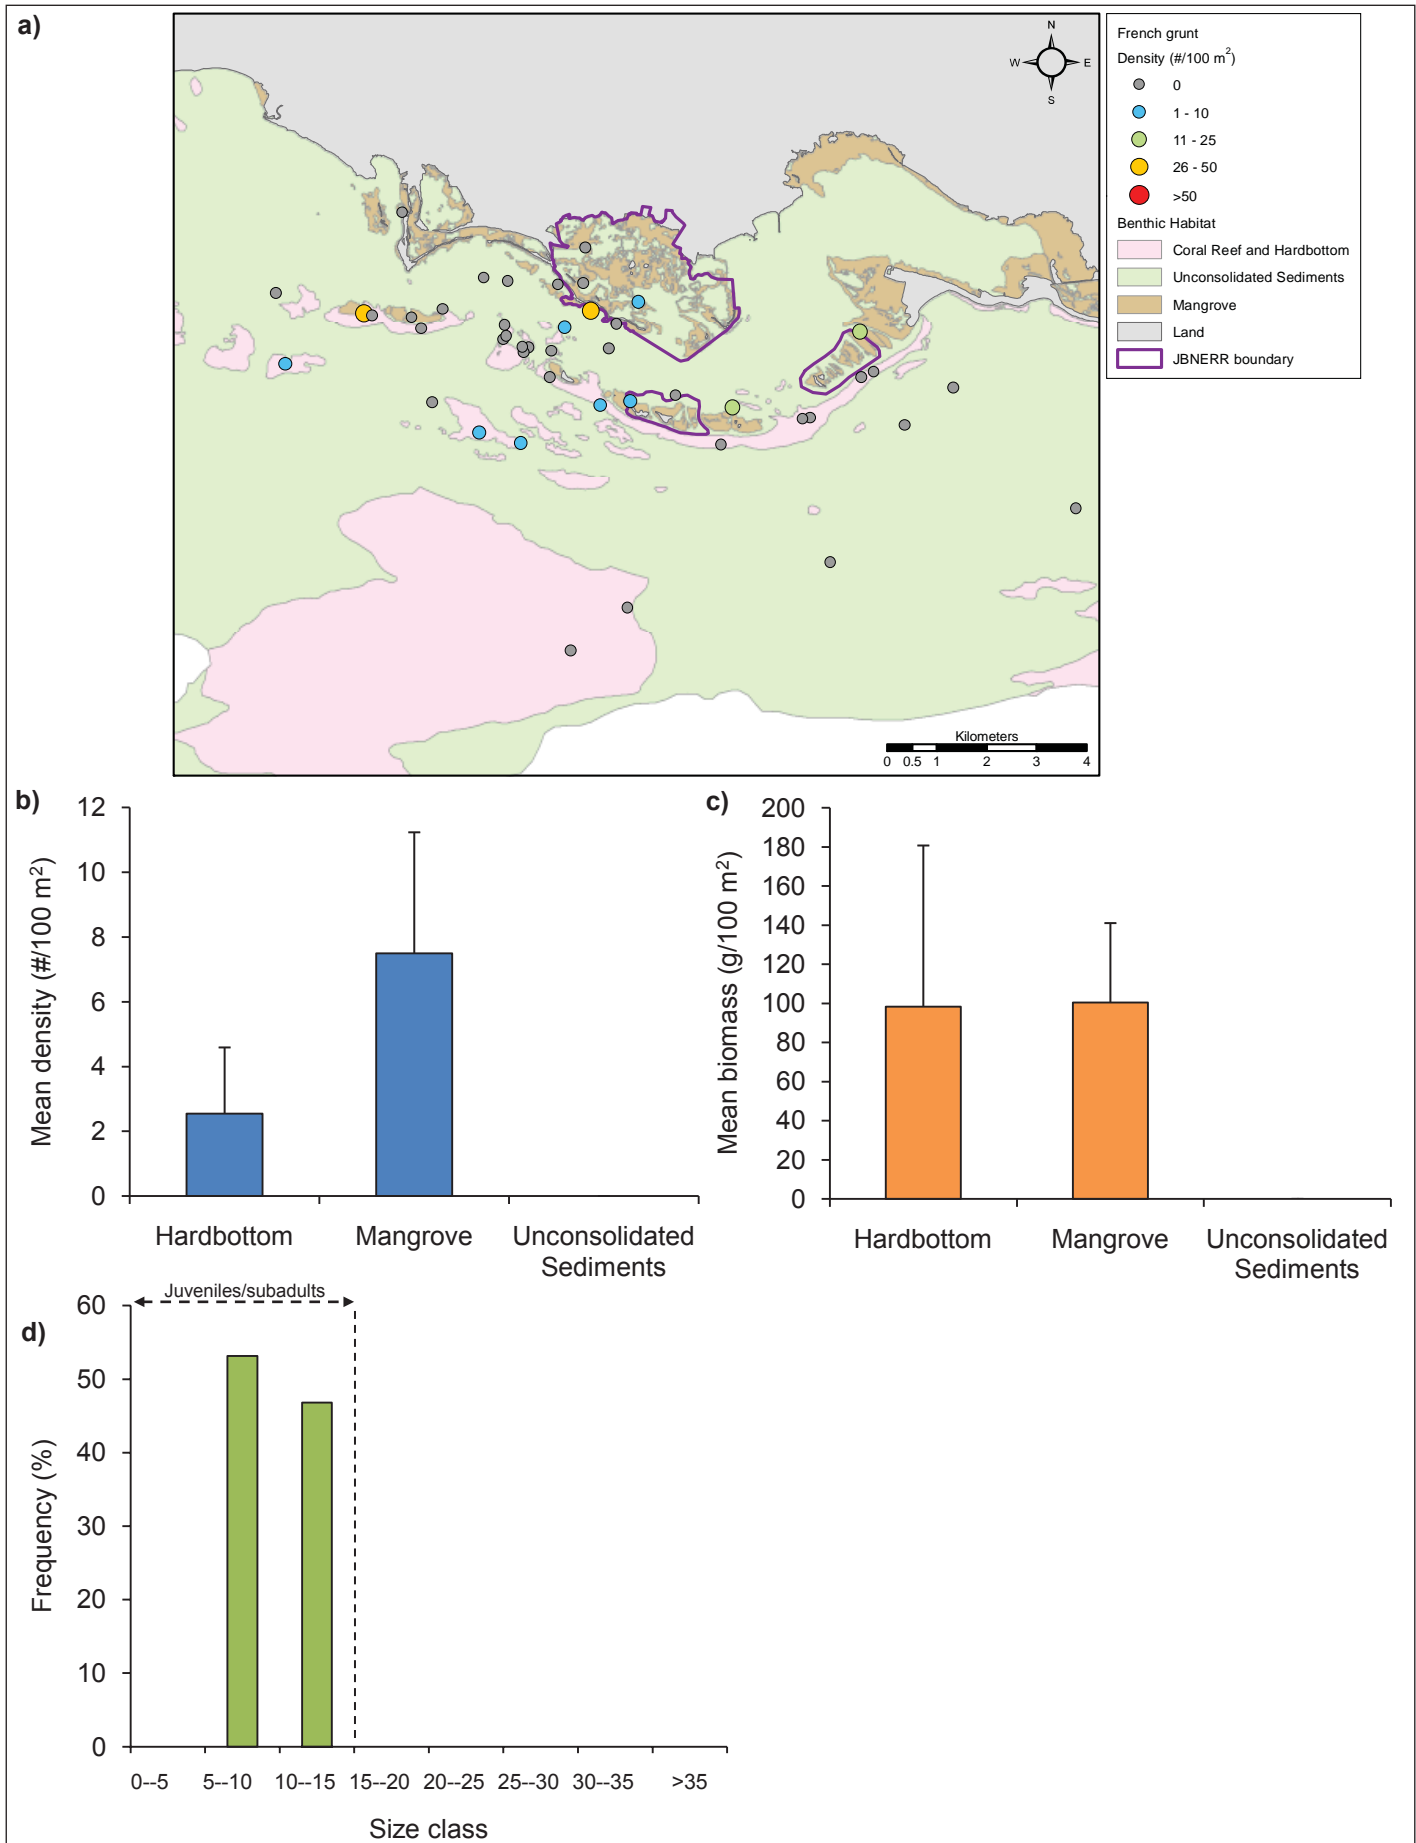 a)
N
W E
S
French grunt
Density (#/100 m²)
0
1 - 10
11 - 25
26 - 50
>50
Benthic Habitat
Coral Reef and Hardbottom
Unconsolidated Sediments
Mangrove
Land
JBNERR boundary
Kilometers
0 0.5 1 2 3 4
b)
Mean density (#/100 m²)
12
10
8
6
4
2
0
Hardbottom Mangrove Unconsolidated
Sediments
c)
Mean biomass (g/100 m²)
200
180
160
140
120
100
80
60
40
20
0
Hardbottom Mangrove Unconsolidated
Sediments
d)
Juveniles/subadults
Frequency (%)
60
50
40
30
20
10
0
0--5 5--10 10--15 15--20 20--25 25--30 30--35 >35
Size class